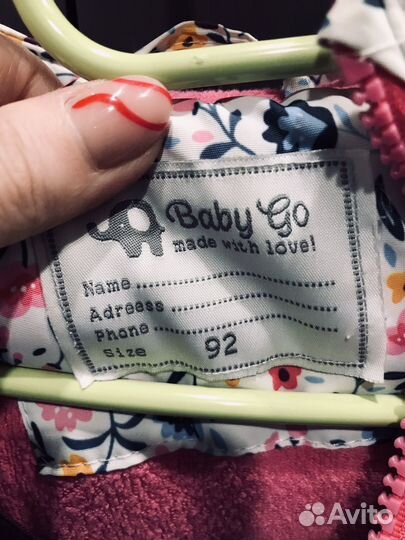 Baby Go
made with love!
Name
Adreess
Phone
Size 92
Avito